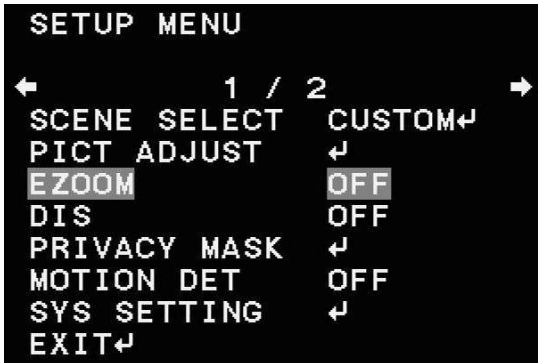 SETUP MENU
← 1 / 2 →
SCENE SELECT CUSTOM↵
PICT ADJUST ↵
EZOOM OFF
DIS OFF
PRIVACY MASK ↵
MOTION DET OFF
SYS SETTING ↵
EXIT↵